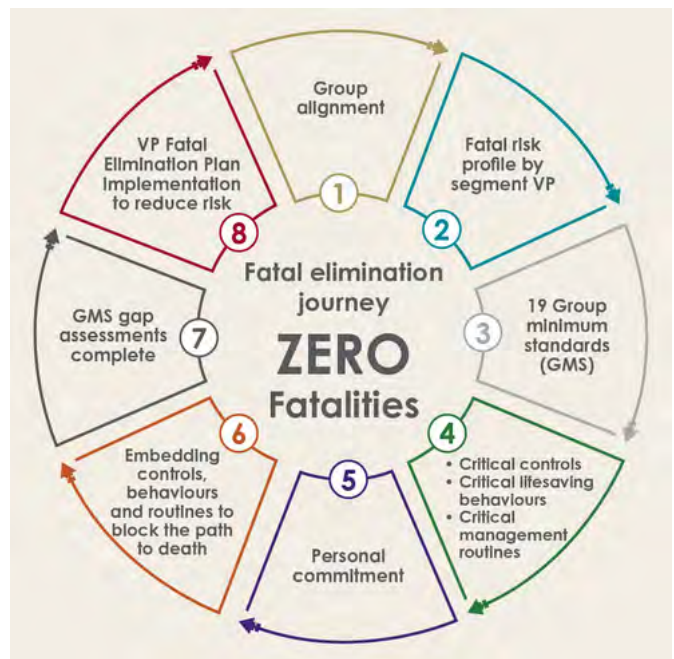 Group
alignment
1
Fatal risk
profile by
segment VP
2
19 Group
minimum
standards
(GMS)
3
4
• Critical controls
• Critical lifesaving
behaviours
• Critical
management
routines
5
Personal
commitment
6
Embedding
controls,
behaviours
and routines to
block the path
to death
GMS gap
assessments
complete
7
VP Fatal
Elimination Plan
Implementation
to reduce risk
8
Fatal elimination
journey
ZERO
Fatalities